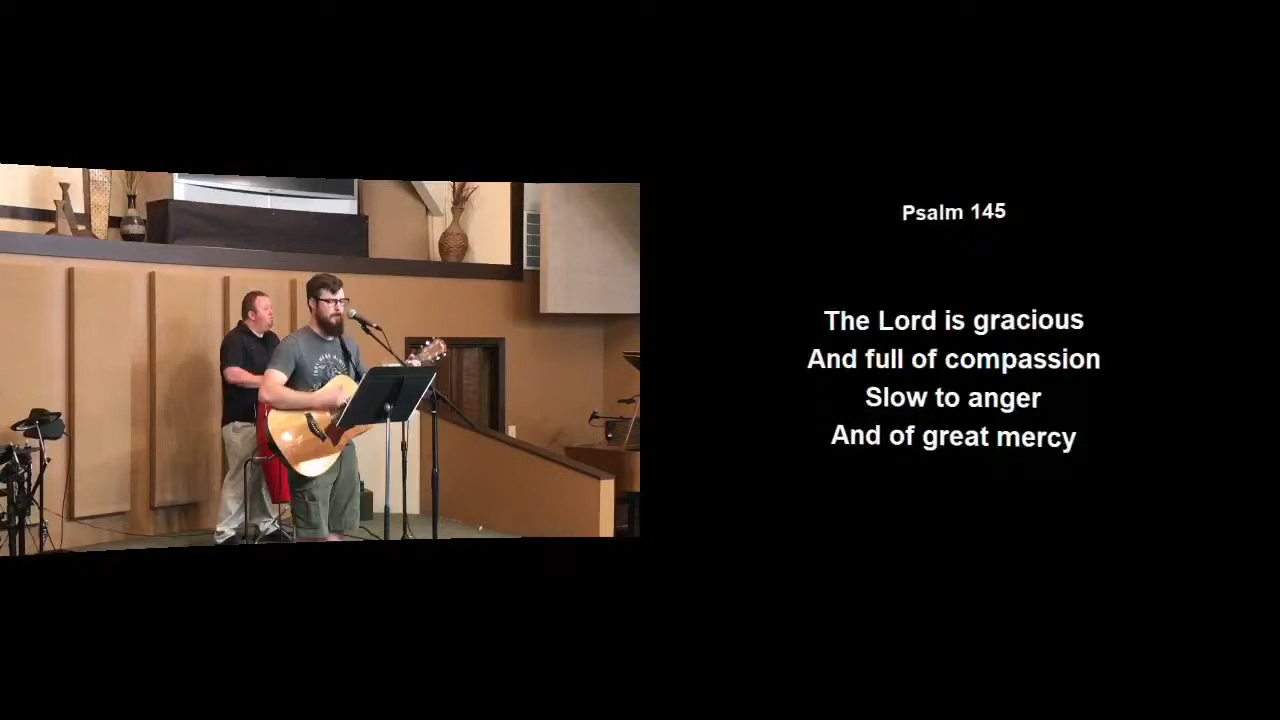 Psalm 145
The Lord is gracious
And full of compassion
Slow to anger
And of great mercy